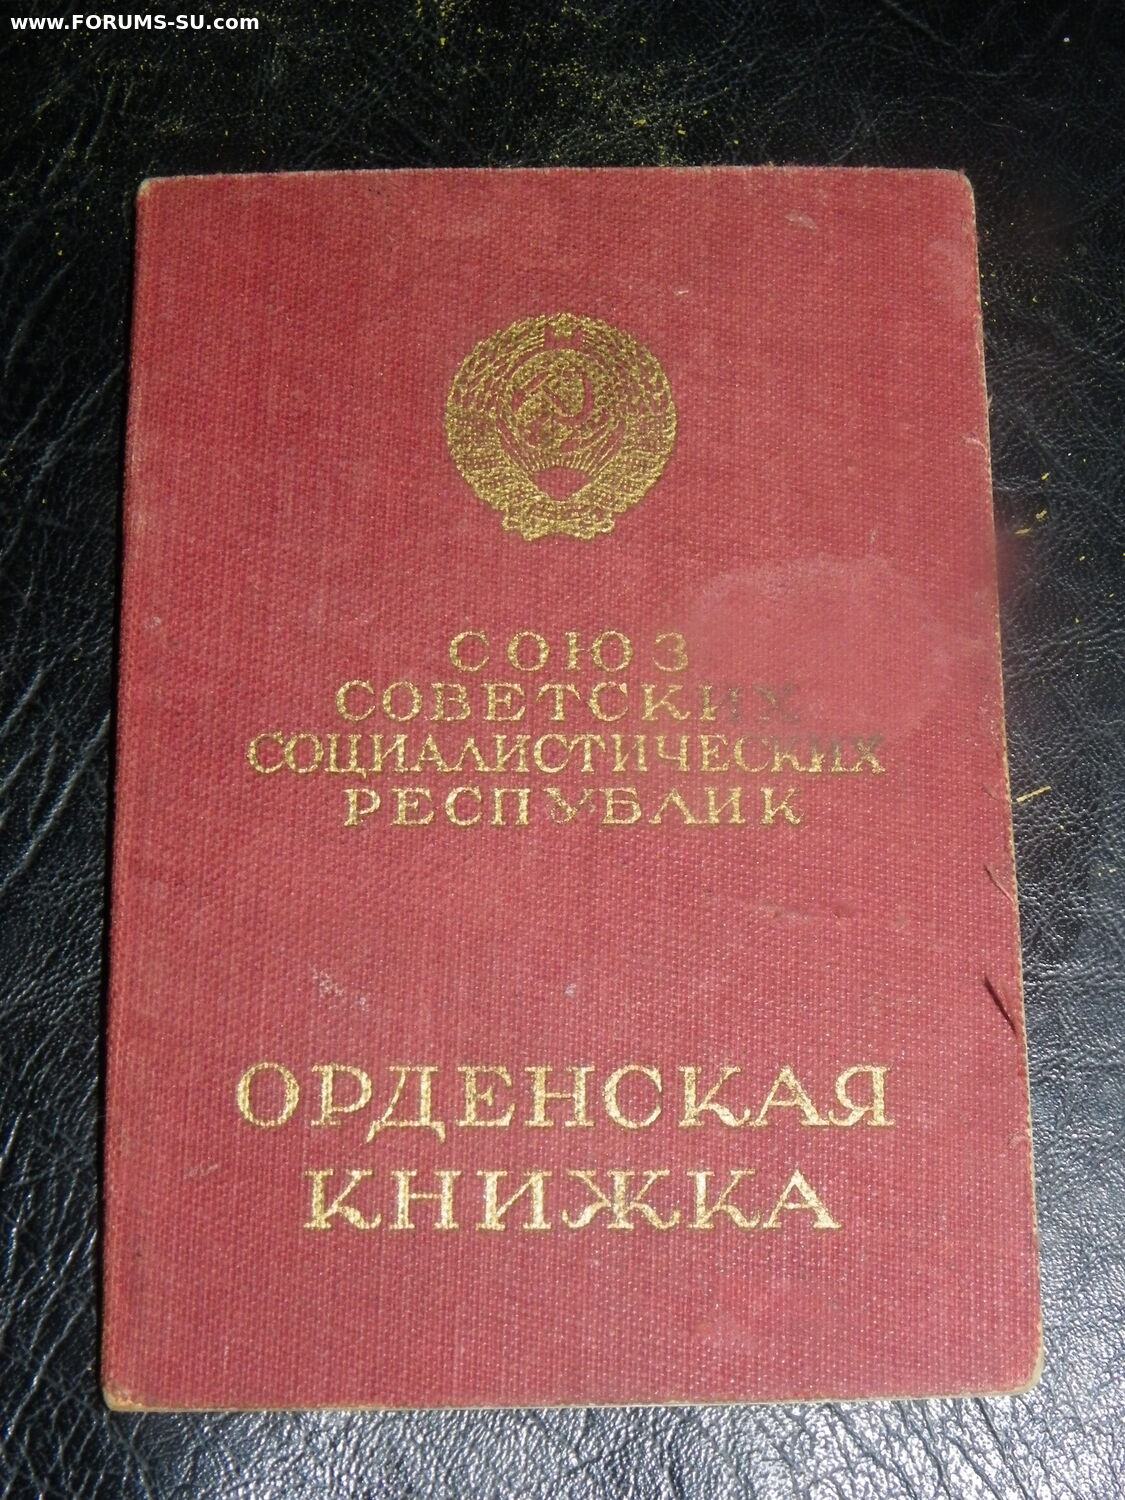 www.FORUMS-SU.com
СОЮЗ
СОВЕТСКИХ
СОЦИАЛИСТИЧЕСКИХ
РЕСПУБЛИК
ОРДЕНСКАЯ
КНИЖКА